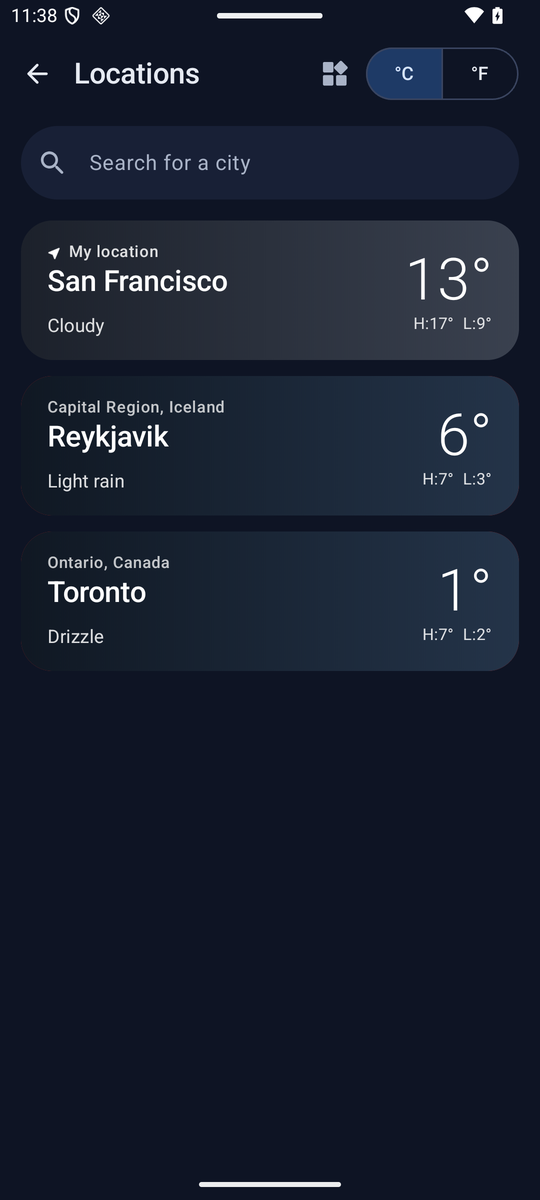 11:38
Locations
°C
°F
Search for a city
My location
San Francisco
13°
Cloudy
H:17° L:9°
Capital Region, Iceland
Reykjavik
6°
Light rain
H:7° L:3°
Ontario, Canada
Toronto
1°
Drizzle
H:7° L:2°